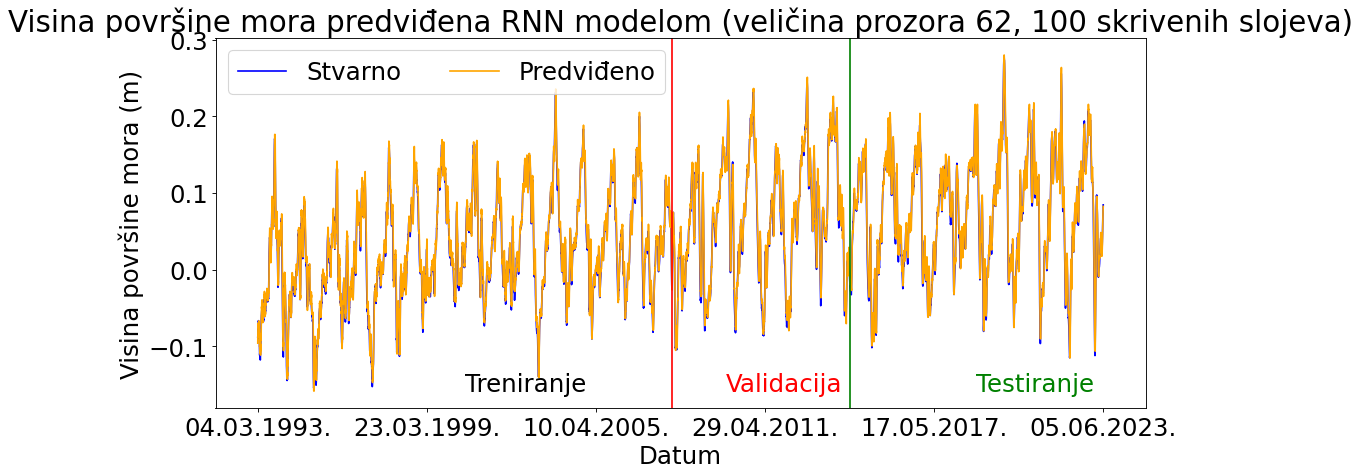 Visina površine mora predviđena RNN modelom (veličina prozora 62, 100 skrivenih slojeva)
Stvarno Predviđeno
Visina površine mora (m)
0.3
0.2
0.1
0.0
−0.1
Treniranje Validacija Testiranje
04.03.1993. 23.03.1999. 10.04.2005. 29.04.2011. 17.05.2017. 05.06.2023.
Datum